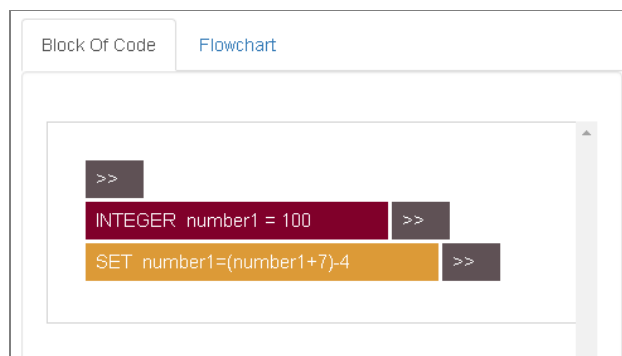 Block Of Code Flowchart
>>
INTEGER number1 = 100 >>
SET number1=(number1+7)-4 >>